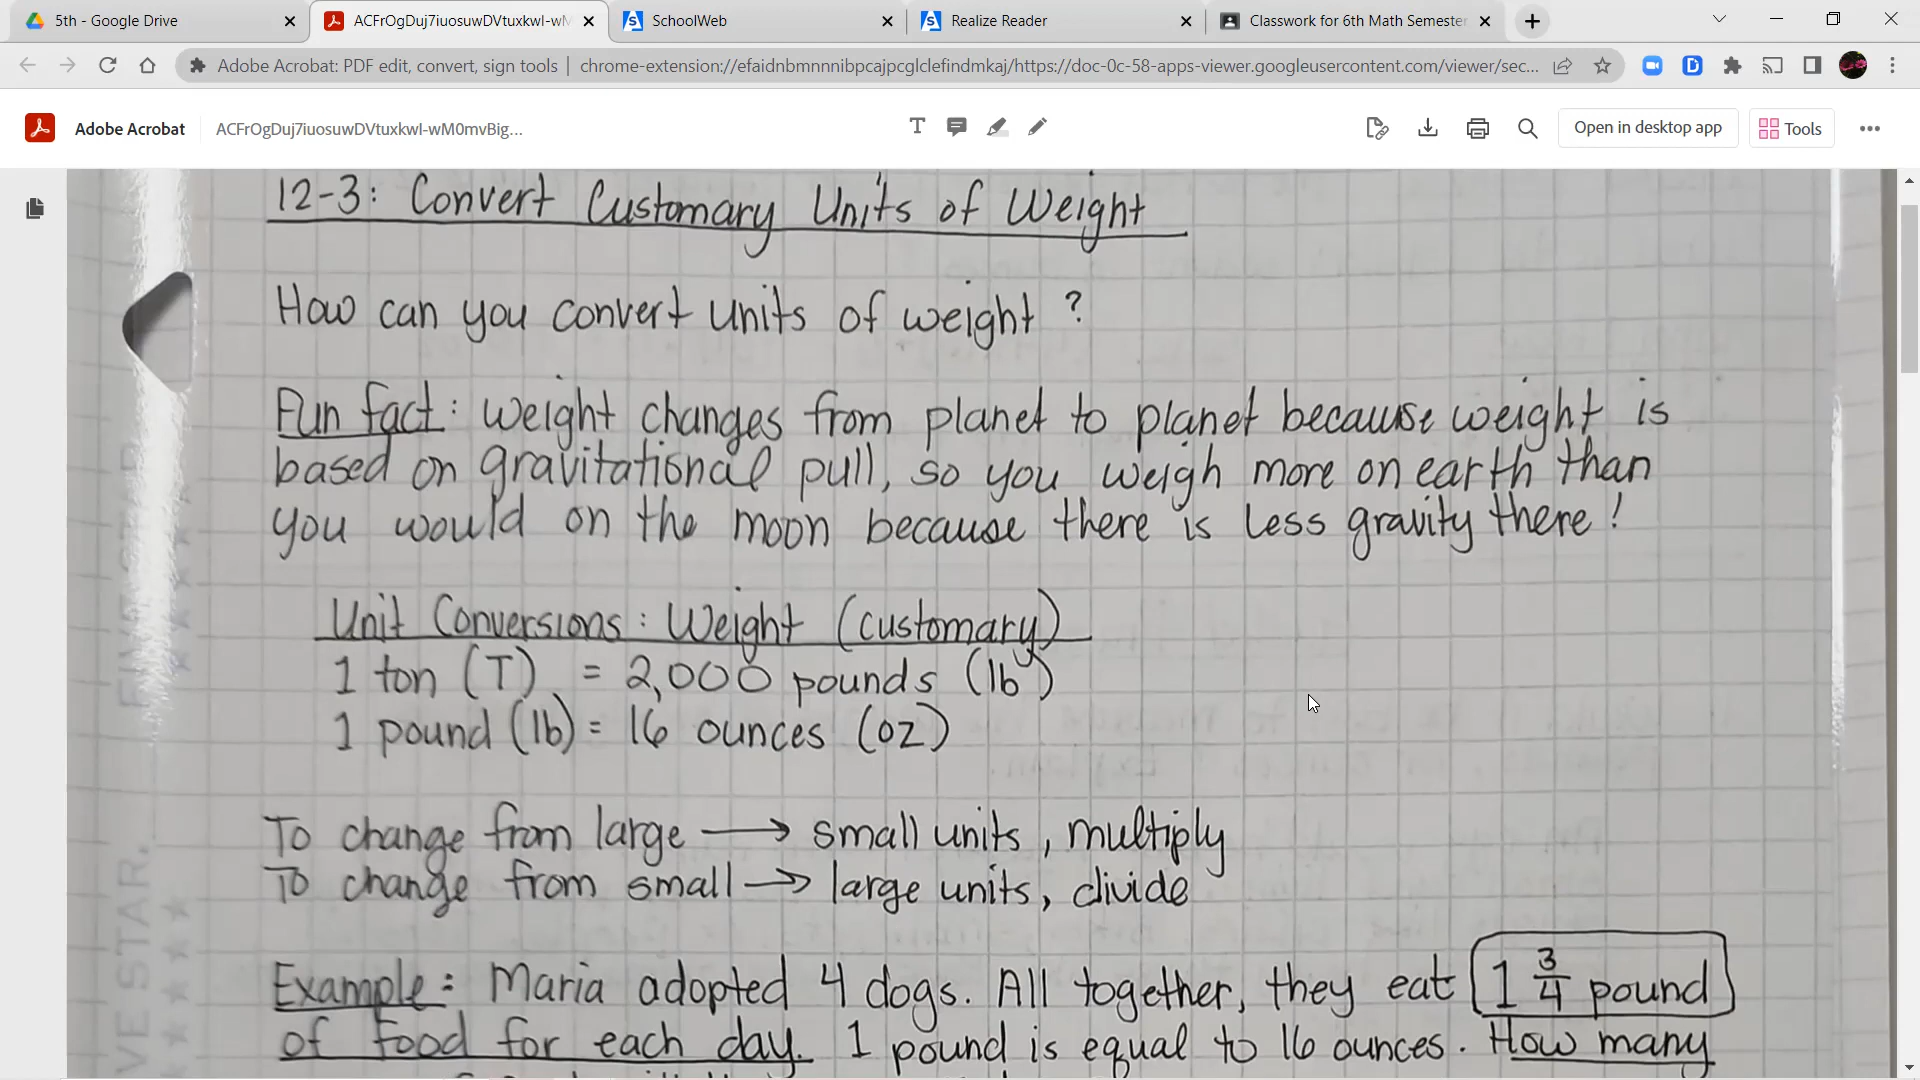 5th - Google Drive
ACFrOgDuj7iuosuwDVtuxkwl-wM
SchoolWeb
Realize Reader
Classwork for 6th Math Semester
Adobe Acrobat: PDF edit, convert, sign tools | chrome-extension://efaidnbmnnnibpcajpcglclefindmkaj/https://doc-0c-58-apps-viewer.googleusercontent.com/viewer/sec...
Adobe Acrobat
ACFrOgDuj7iuosuwDVtuxkwl-wM0mvBig...
Open in desktop app
Tools
12-3: Convert Customary Units of Weight
How can you convert units of weight ?
Fun fact: weight changes from planet to planet because weight is
based on gravitational pull, so you weigh more on earth than
you would on the moon because there is less gravity there!
Unit Conversions: Weight (customary)
1 ton (T) = 2,000 pounds (lb)
1 pound (lb) = 16 ounces (oz)
To change from large → small units, multiply
To change from small → large units, divide
Example: Maria adopted 4 dogs. All together, they eat 1 3/4 pound
of food for each day. 1 pound is equal to 16 ounces. How many
FIVE STAR.